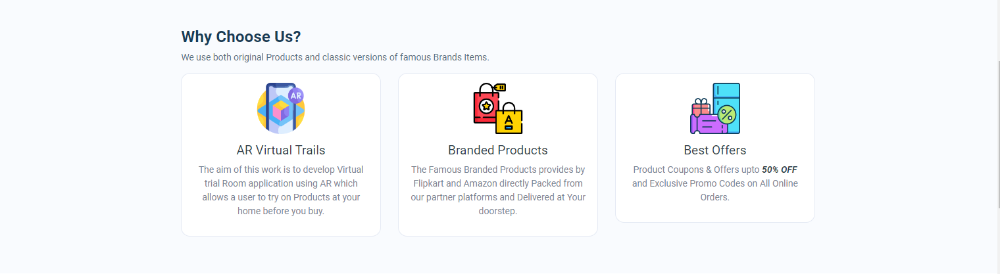 Why Choose Us?
We use both original Products and classic versions of famous Brands Items.
AR
AR Virtual Trails
The aim of this work is to develop Virtual
trial Room application using AR which
allows a user to try on Products at your
home before you buy.
A
Branded Products
The Famous Branded Products provides by
Flipkart and Amazon directly Packed from
our partner platforms and Delivered at Your
doorstep.
%
Best Offers
Product Coupons & Offers upto 50% OFF
and Exclusive Promo Codes on All Online
Orders.